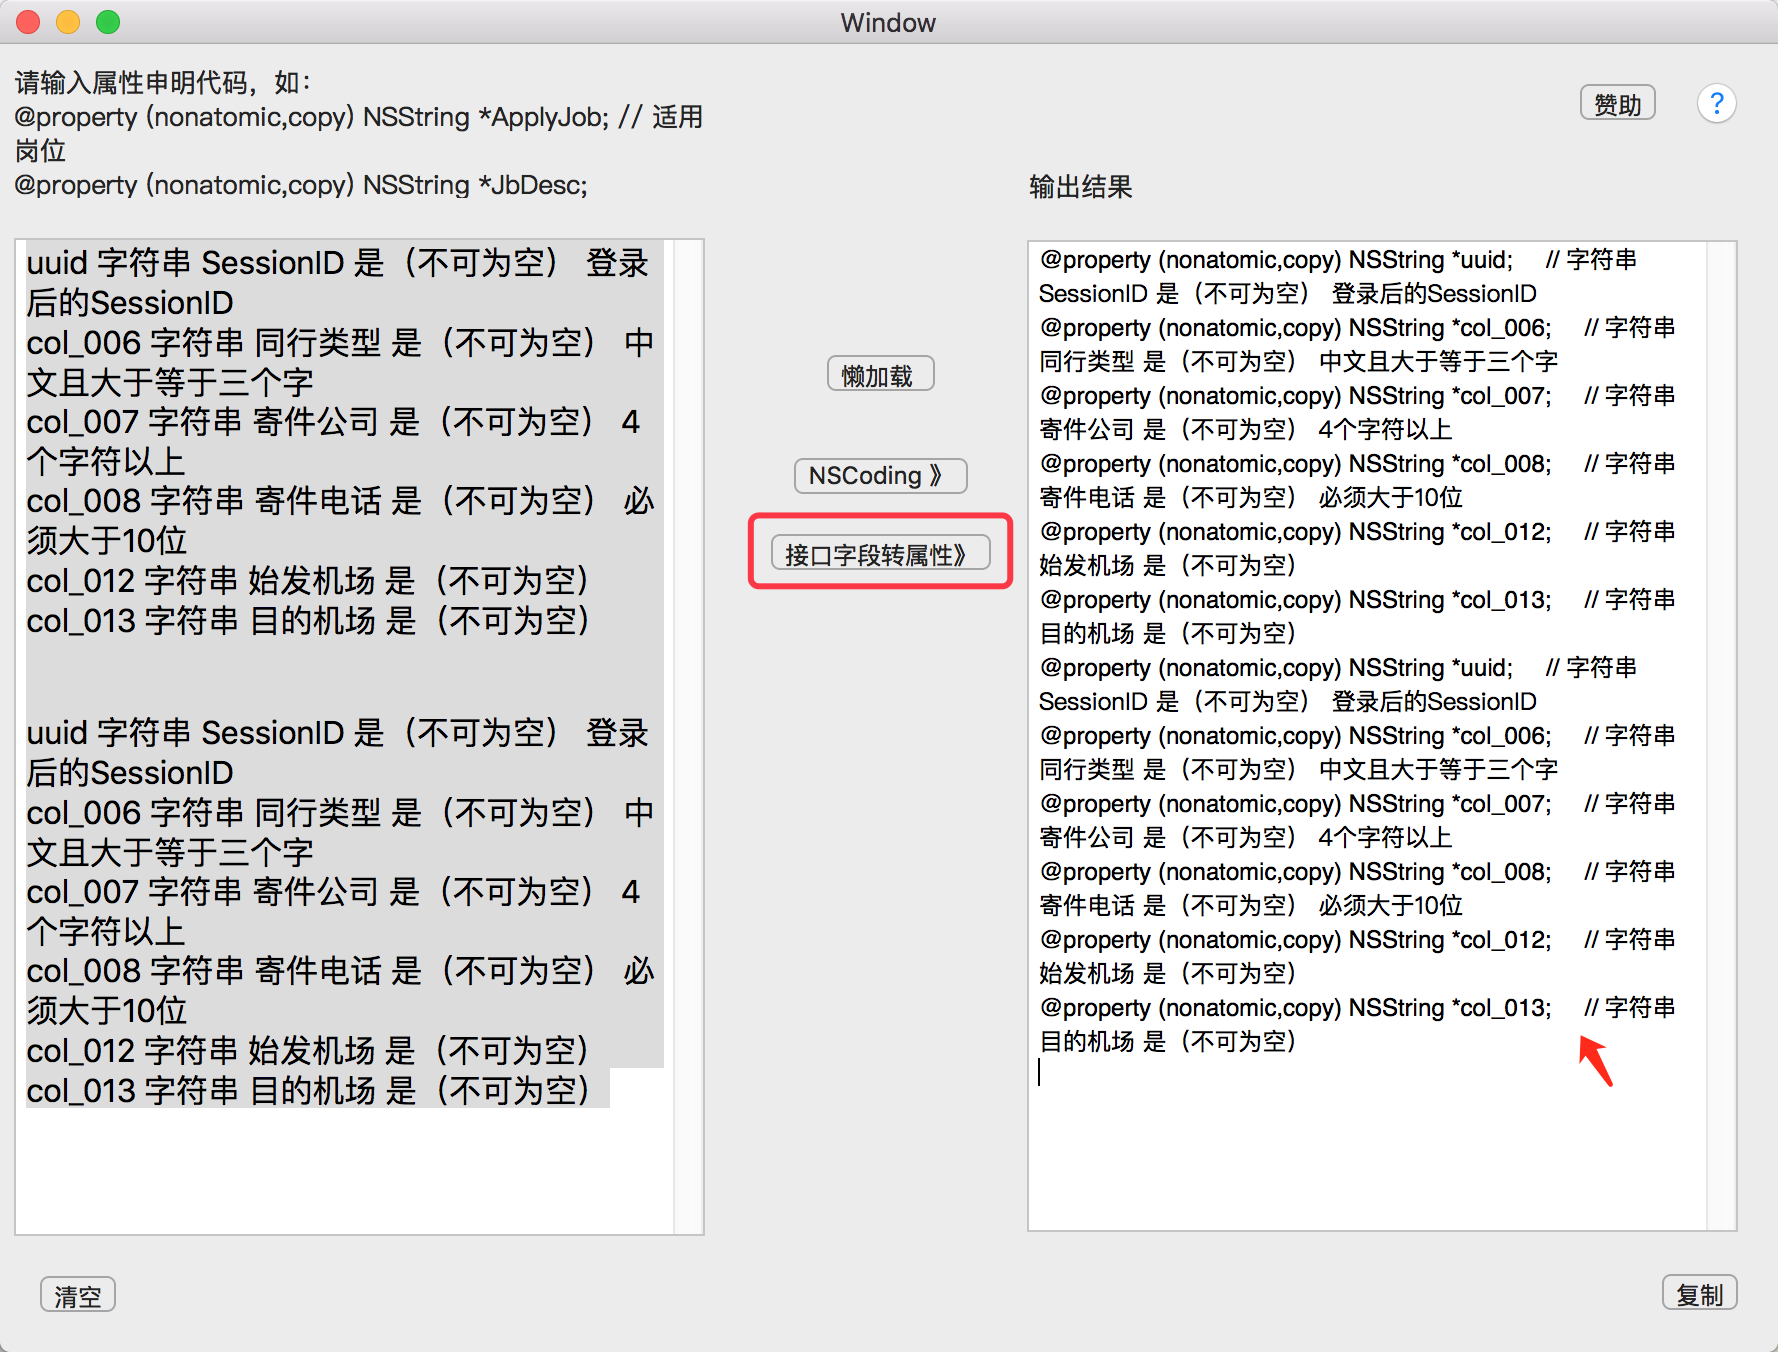 Window
请输入属性申明代码，如：
@property (nonatomic,copy) NSString *ApplyJob; // 适用
岗位
@property (nonatomic,copy) NSString *JbDesc;
赞助
?
输出结果
uuid 字符串 SessionID 是（不可为空） 登录
后的SessionID
col_006 字符串 同行类型 是（不可为空） 中
文且大于等于三个字
col_007 字符串 寄件公司 是（不可为空） 4
个字符以上
col_008 字符串 寄件电话 是（不可为空） 必
须大于10位
col_012 字符串 始发机场 是（不可为空）
col_013 字符串 目的机场 是（不可为空）
uuid 字符串 SessionID 是（不可为空） 登录
后的SessionID
col_006 字符串 同行类型 是（不可为空） 中
文且大于等于三个字
col_007 字符串 寄件公司 是（不可为空） 4
个字符以上
col_008 字符串 寄件电话 是（不可为空） 必
须大于10位
col_012 字符串 始发机场 是（不可为空）
col_013 字符串 目的机场 是（不可为空）
懒加载
NSCoding 》
接口字段转属性》
@property (nonatomic,copy) NSString *uuid; // 字符串
SessionID 是（不可为空） 登录后的SessionID
@property (nonatomic,copy) NSString *col_006; // 字符串
同行类型 是（不可为空） 中文且大于等于三个字
@property (nonatomic,copy) NSString *col_007; // 字符串
寄件公司 是（不可为空） 4个字符以上
@property (nonatomic,copy) NSString *col_008; // 字符串
寄件电话 是（不可为空） 必须大于10位
@property (nonatomic,copy) NSString *col_012; // 字符串
始发机场 是（不可为空）
@property (nonatomic,copy) NSString *col_013; // 字符串
目的机场 是（不可为空）
@property (nonatomic,copy) NSString *uuid; // 字符串
SessionID 是（不可为空） 登录后的SessionID
@property (nonatomic,copy) NSString *col_006; // 字符串
同行类型 是（不可为空） 中文且大于等于三个字
@property (nonatomic,copy) NSString *col_007; // 字符串
寄件公司 是（不可为空） 4个字符以上
@property (nonatomic,copy) NSString *col_008; // 字符串
寄件电话 是（不可为空） 必须大于10位
@property (nonatomic,copy) NSString *col_012; // 字符串
始发机场 是（不可为空）
@property (nonatomic,copy) NSString *col_013; // 字符串
目的机场 是（不可为空）
清空
复制